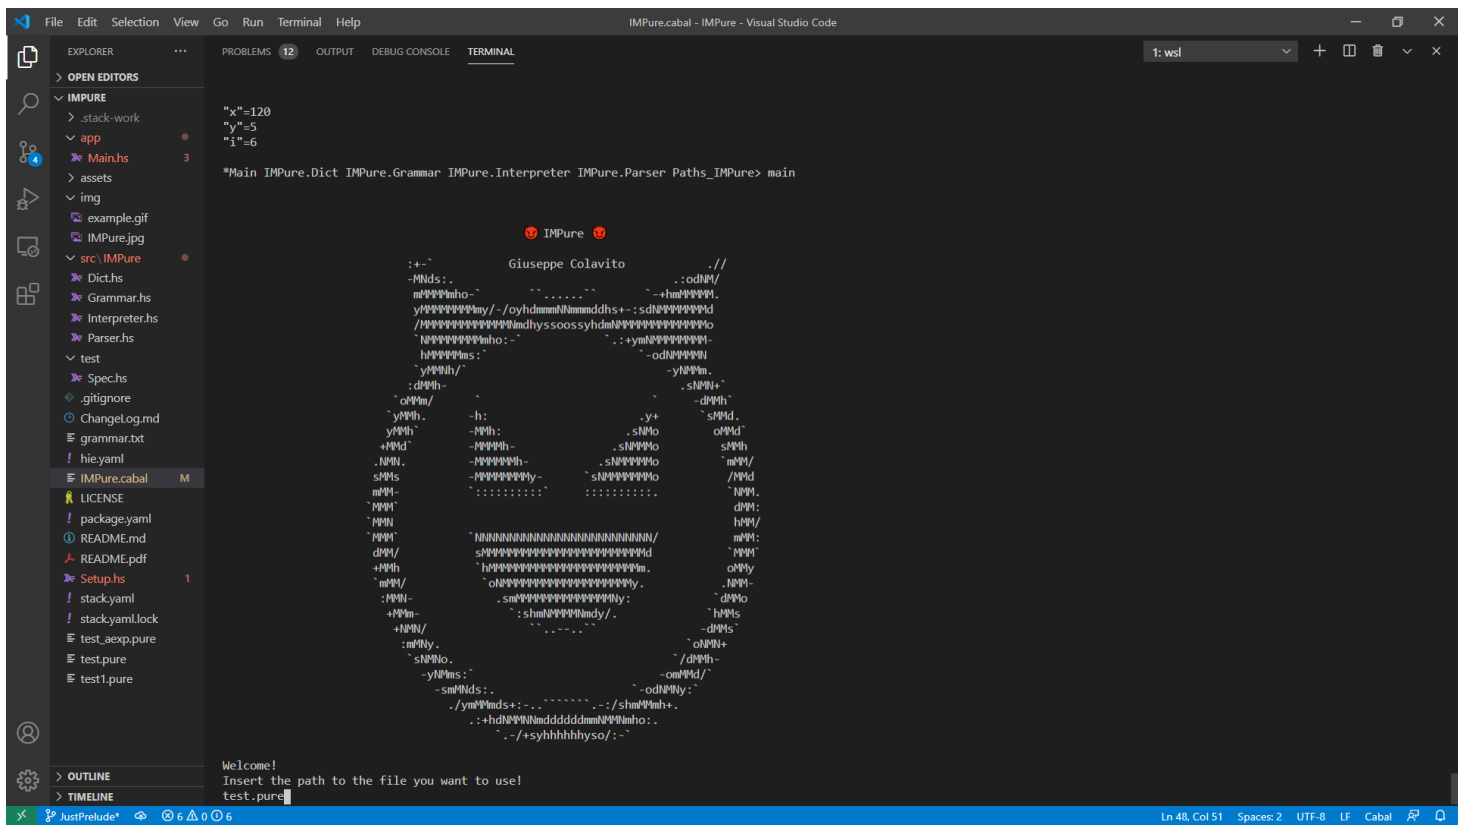 File Edit Selection View Go Run Terminal Help
IMPure.cabal - IMPure - Visual Studio Code
EXPLORER
OPEN EDITORS
IMPURE
.stack-work
app
Main.hs 3
assets
img
example.gif
IMPure.jpg
src\IMPure
Dict.hs
Grammar.hs
Interpreter.hs
Parser.hs
test
Spec.hs
.gitignore
ChangeLog.md
grammar.txt
hie.yaml
IMPure.cabal M
LICENSE
package.yaml
README.md
README.pdf
Setup.hs 1
stack.yaml
stack.yaml.lock
test_aexp.pure
test.pure
test1.pure
OUTLINE
TIMELINE
4
PROBLEMS 12 OUTPUT DEBUG CONSOLE TERMINAL
1: wsl
"x"=120
"y"=5
"i"=6
*Main IMPure.Dict IMPure.Grammar IMPure.Interpreter IMPure.Parser Paths_IMPure> main
IMPure
Giuseppe Colavito
Welcome!
Insert the path to the file you want to use!
test.pure
JustPrelude* 6 0 6
Ln 48, Col 51 Spaces: 2 UTF-8 LF Cabal